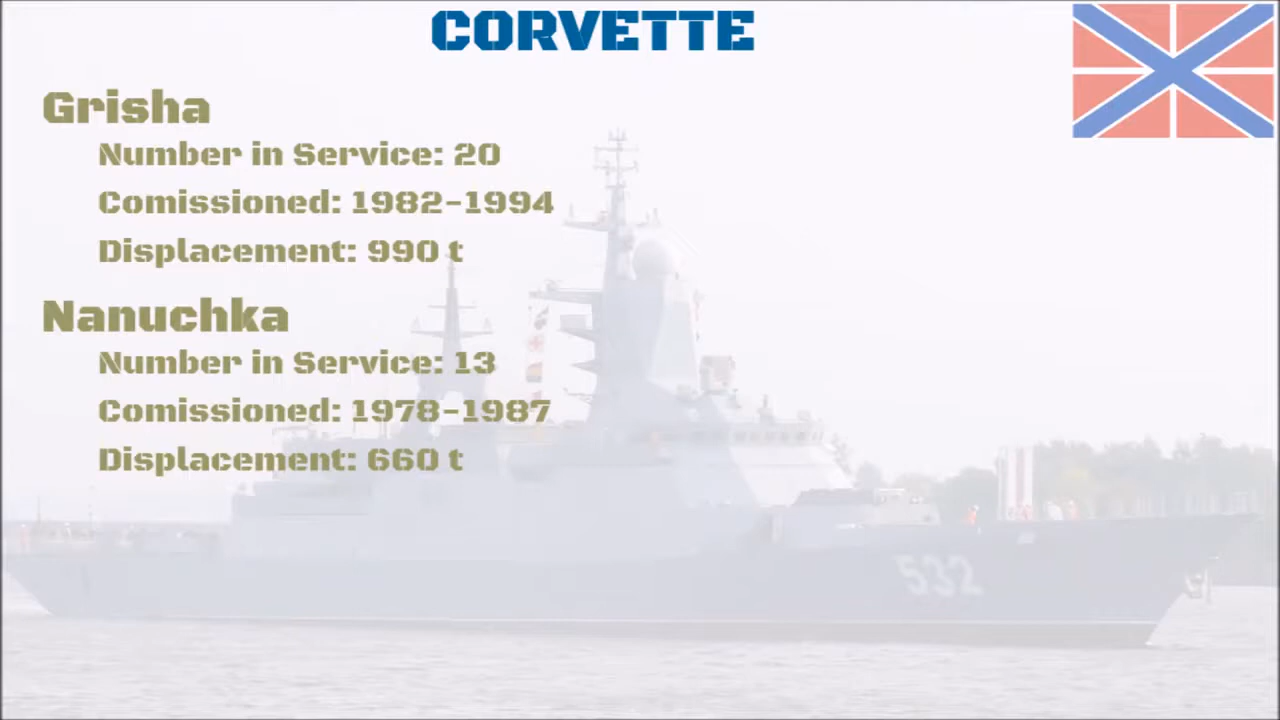 CORVETTE
Grisha
Number in Service: 20
Comissioned: 1982-1994
Displacement: 990 t
Nanuchka
Number in Service: 13
Comissioned: 1978-1987
Displacement: 660 t
532